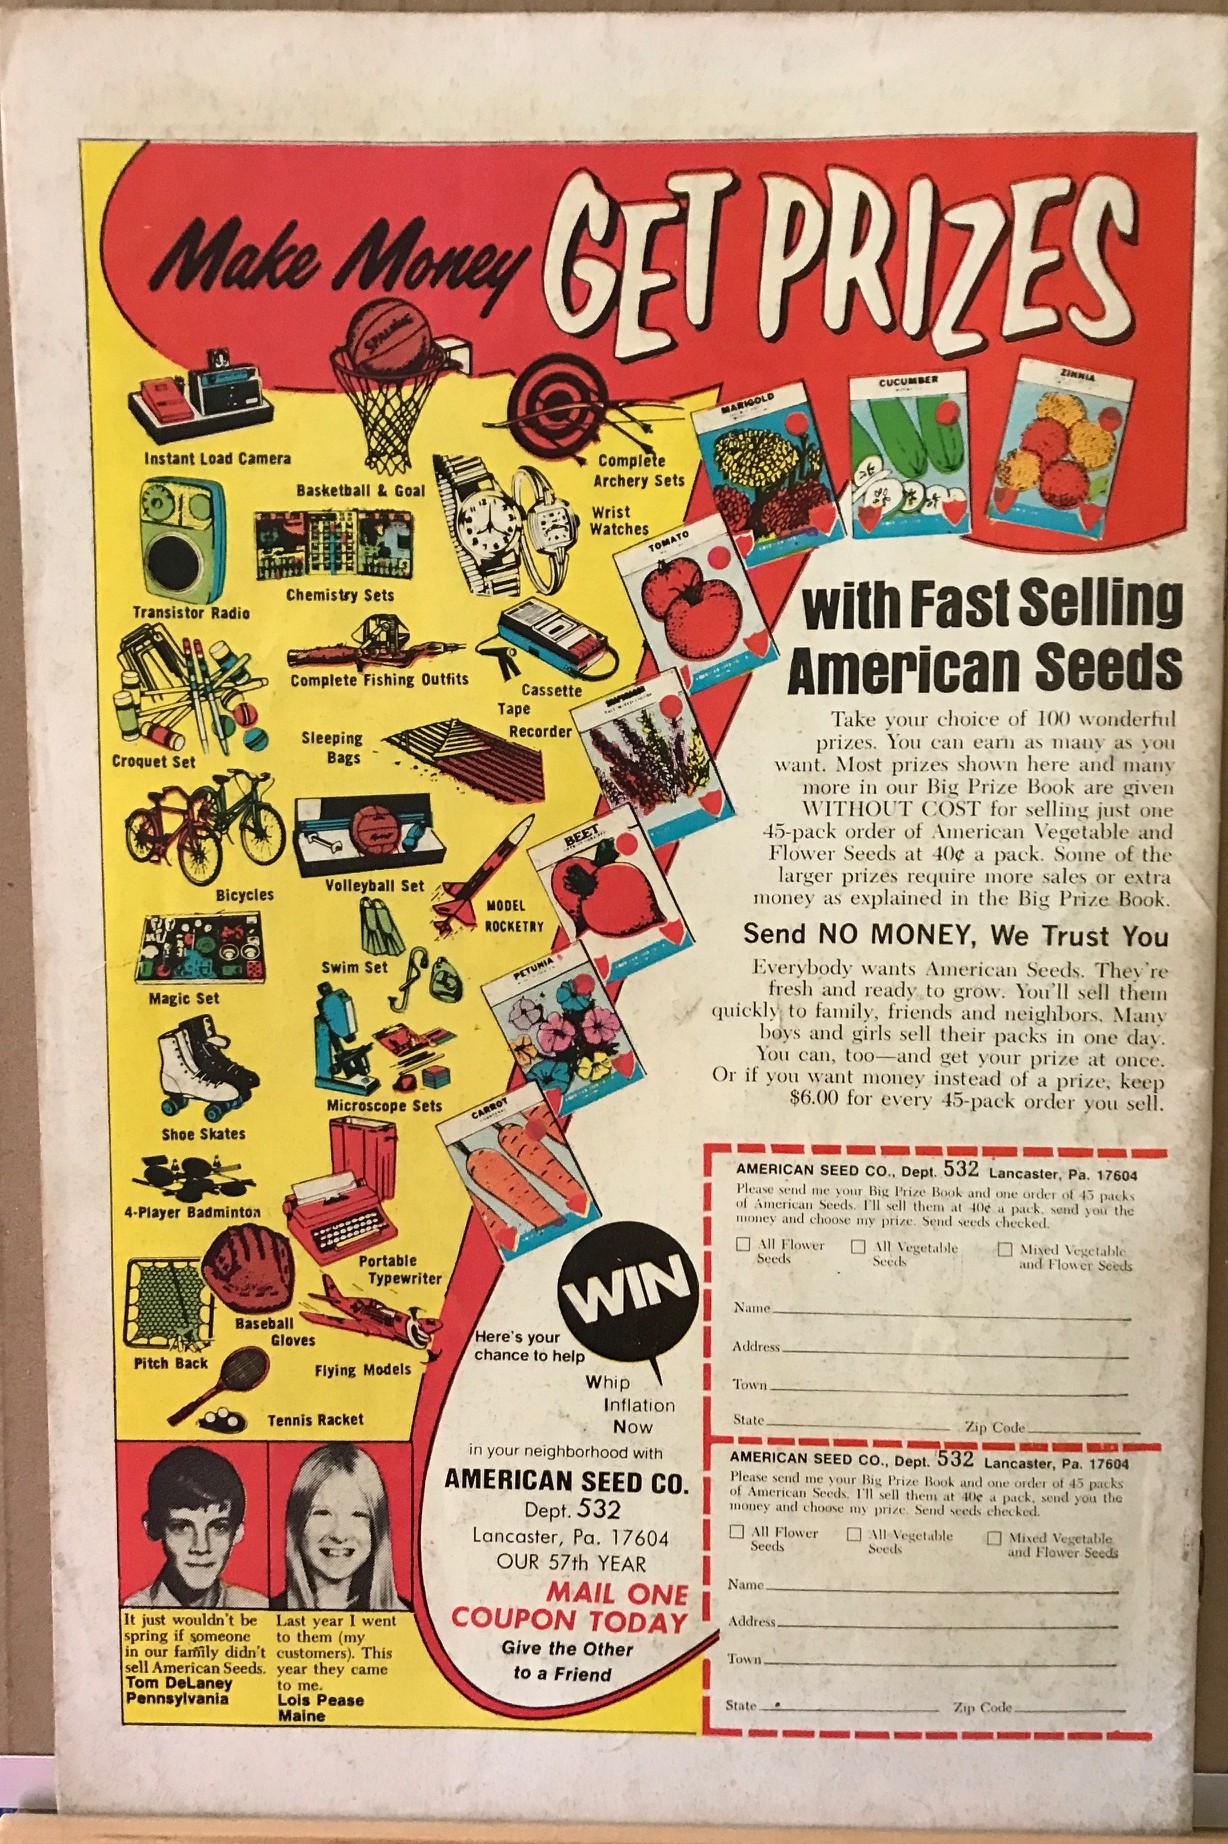 Make Money GET PRIZES
SPALDING
Instant Load Camera
Basketball & Goal
Complete
Archery Sets
Transistor Radio
Chemistry Sets
Wrist
Watches
Croquet Set
Complete Fishing Outfits
Cassette
Tape
Recorder
Sleeping
Bags
Bicycles
Volleyball Set
MODEL
ROCKETRY
Magic Set
Swim Set
Shoe Skates
Microscope Sets
4-Player Badminton
Portable
Typewriter
Baseball
Gloves
Pitch Back
Flying Models
Tennis Racket
MARIGOLD
CUCUMBER
ZINNIA
TOMATO
BEET
PETUNIA
CARROT
with Fast Selling
American Seeds
Take your choice of 100 wonderful
prizes. You can earn as many as you
want. Most prizes shown here and many
more in our Big Prize Book are given
WITHOUT COST for selling just one
45-pack order of American Vegetable and
Flower Seeds at 40¢ a pack. Some of the
larger prizes require more sales or extra
money as explained in the Big Prize Book.
Send NO MONEY, We Trust You
Everybody wants American Seeds. They're
fresh and ready to grow. You'll sell them
quickly to family, friends and neighbors. Many
boys and girls sell their packs in one day.
You can, too—and get your prize at once.
Or if you want money instead of a prize, keep
$6.00 for every 45-pack order you sell.
WIN
Here's your
chance to help
Whip
Inflation
Now
in your neighborhood with
AMERICAN SEED CO.
Dept. 532
Lancaster, Pa. 17604
OUR 57th YEAR
MAIL ONE
COUPON TODAY
Give the Other
to a Friend
It just wouldn't be
spring if someone
in our family didn't
sell American Seeds.
Tom DeLaney
Pennsylvania
Last year I went
to them (my
customers). This
year they came
to me.
Lois Pease
Maine
AMERICAN SEED CO., Dept. 532 Lancaster, Pa. 17604
Please send me your Big Prize Book and one order of 45 packs
of American Seeds. I'll sell them at 40¢ a pack, send you the
money and choose my prize. Send seeds checked.
All Flower
Seeds
All Vegetable
Seeds
Mixed Vegetable
and Flower Seeds
Name
Address
Town
State Zip Code
AMERICAN SEED CO., Dept. 532 Lancaster, Pa. 17604
Please send me your Big Prize Book and one order of 45 packs
of American Seeds. I'll sell them at 40¢ a pack, send you the
money and choose my prize. Send seeds checked.
All Flower
Seeds
All Vegetable
Seeds
Mixed Vegetable
and Flower Seeds
Name
Address
Town
State Zip Code